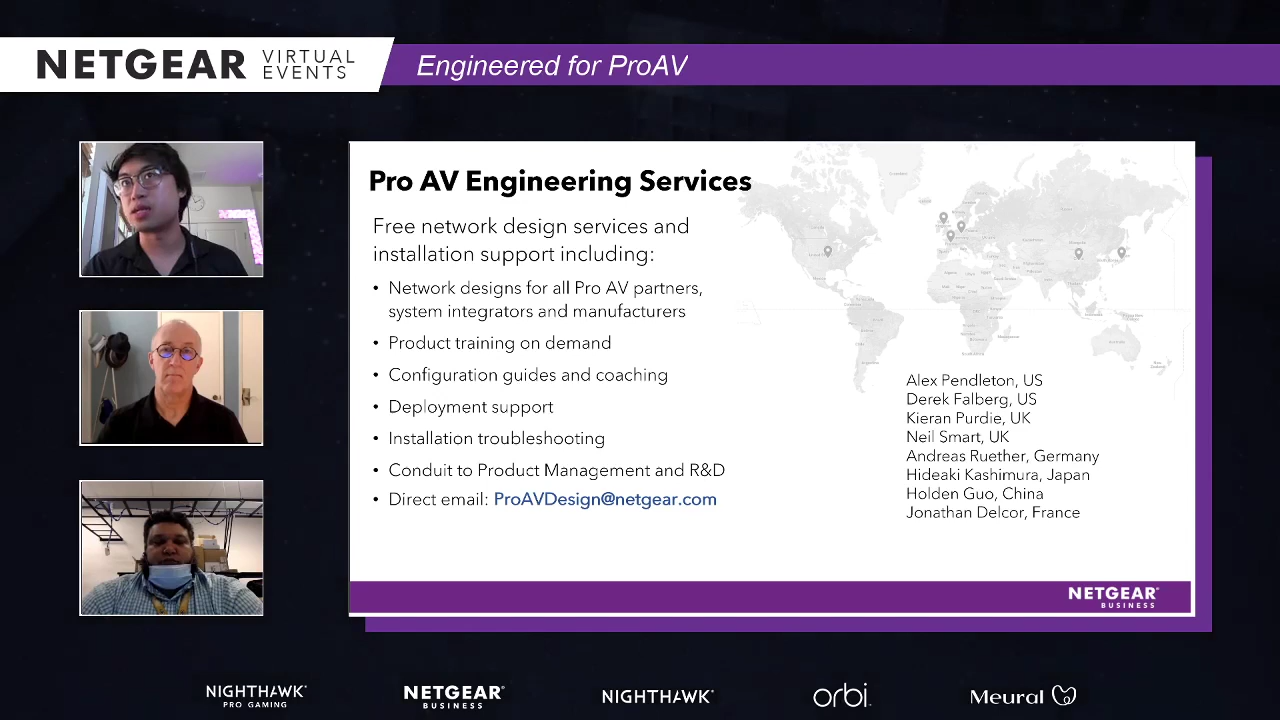 NETGEAR VIRTUAL EVENTS
Engineered for ProAV
Pro AV Engineering Services
Free network design services and
installation support including:
• Network designs for all Pro AV partners,
system integrators and manufacturers
• Product training on demand
• Configuration guides and coaching
• Deployment support
• Installation troubleshooting
• Conduit to Product Management and R&D
• Direct email: ProAVDesign@netgear.com
Alex Pendleton, US
Derek Falberg, US
Kieran Purdie, UK
Neil Smart, UK
Andreas Ruether, Germany
Hideaki Kashimura, Japan
Holden Guo, China
Jonathan Delcor, France
NETGEAR®
BUSINESS
NIGHTHAWK®
PRO GAMING
NETGEAR®
BUSINESS
NIGHTHAWK®
orbi™
Meural